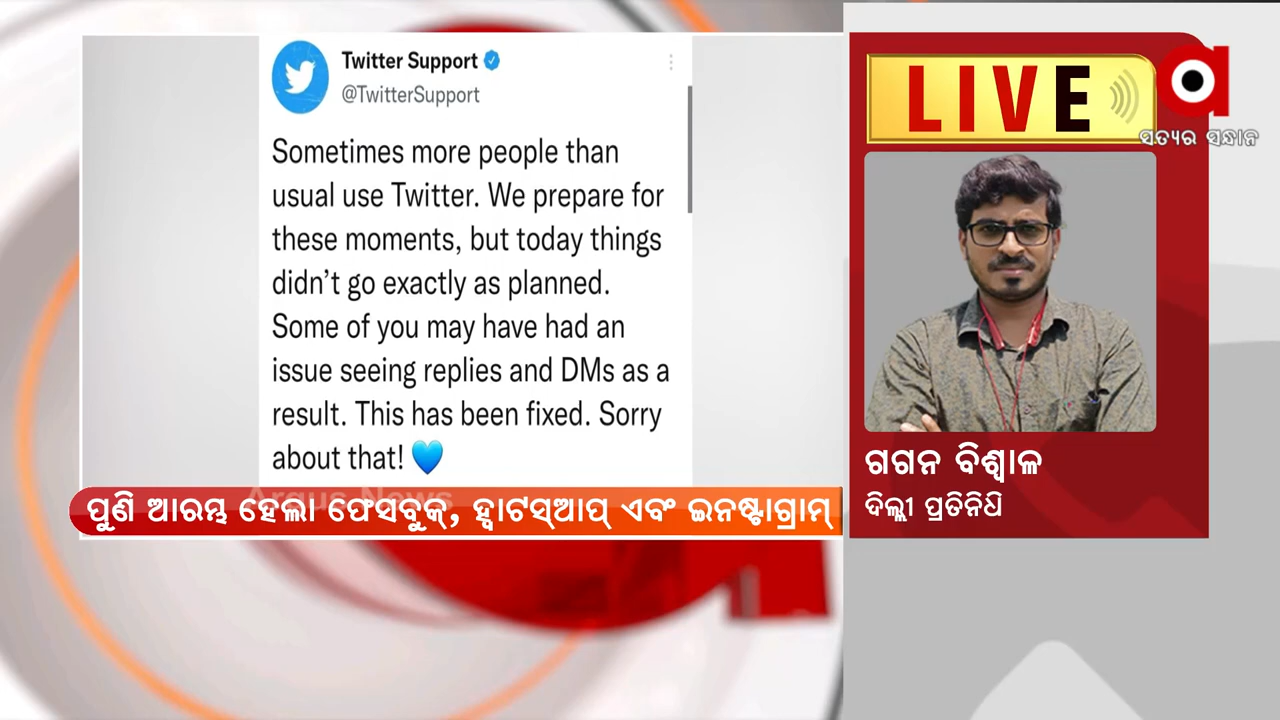 Twitter Support
@TwitterSupport
Sometimes more people than
usual use Twitter. We prepare for
these moments, but today things
didn't go exactly as planned.
Some of you may have had an
issue seeing replies and DMs as a
result. This has been fixed. Sorry
about that! 💙
Argus News
ପୁଣି ଆରମ୍ଭ ହେଲା ଫେସବୁକ୍, ହ୍ୱାଟସ୍ଆପ୍ ଏବଂ ଇନଷ୍ଟାଗ୍ରାମ୍
LIVE
ସତ୍ୟର ସନ୍ଧାନ
ଗଗନ ବିଶ୍ୱାଳ
ଦିଲ୍ଲୀ ପ୍ରତିନିଧି